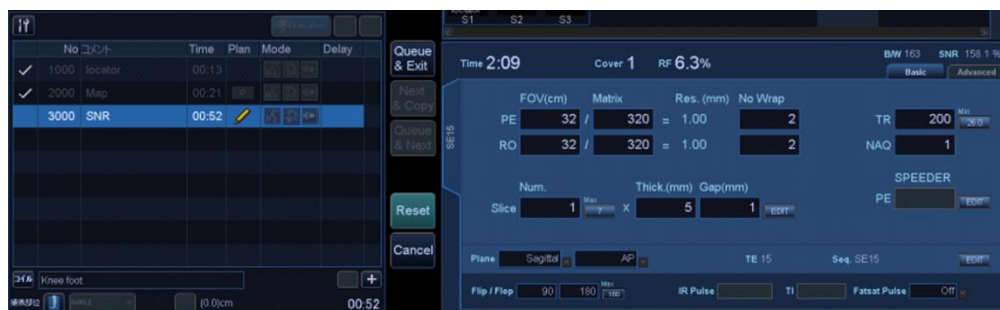 No コメント Time Plan Mode Delay
1000 locator 00:13
2000 Map 00:21 P
3000 SNR 00:52
コイル Knee foot
(0.0)cm 00:52
Queue & Exit
Next & Copy
Queue & Next
Reset
Cancel
S1 S2 S3
Time 2:09 Cover 1 RF 6.3% B/W 163 SNR 158.1 %
Basic Advanced
SE15
FOV(cm) Matrix Res. (mm) No Wrap
PE 32 / 320 = 1.00 2 TR 200 Min 26.0
RO 32 / 320 = 1.00 2 NAQ 1
SPEEDER
Num. Thick.(mm) Gap(mm) PE EDIT
Slice 1 Max 7 X 5 1 EDIT
Plane Sagittal AP TE 15 Seq. SE15 EDIT
Flip / Flop 90 180 Max 180 IR Pulse TI Fatsat Pulse Off